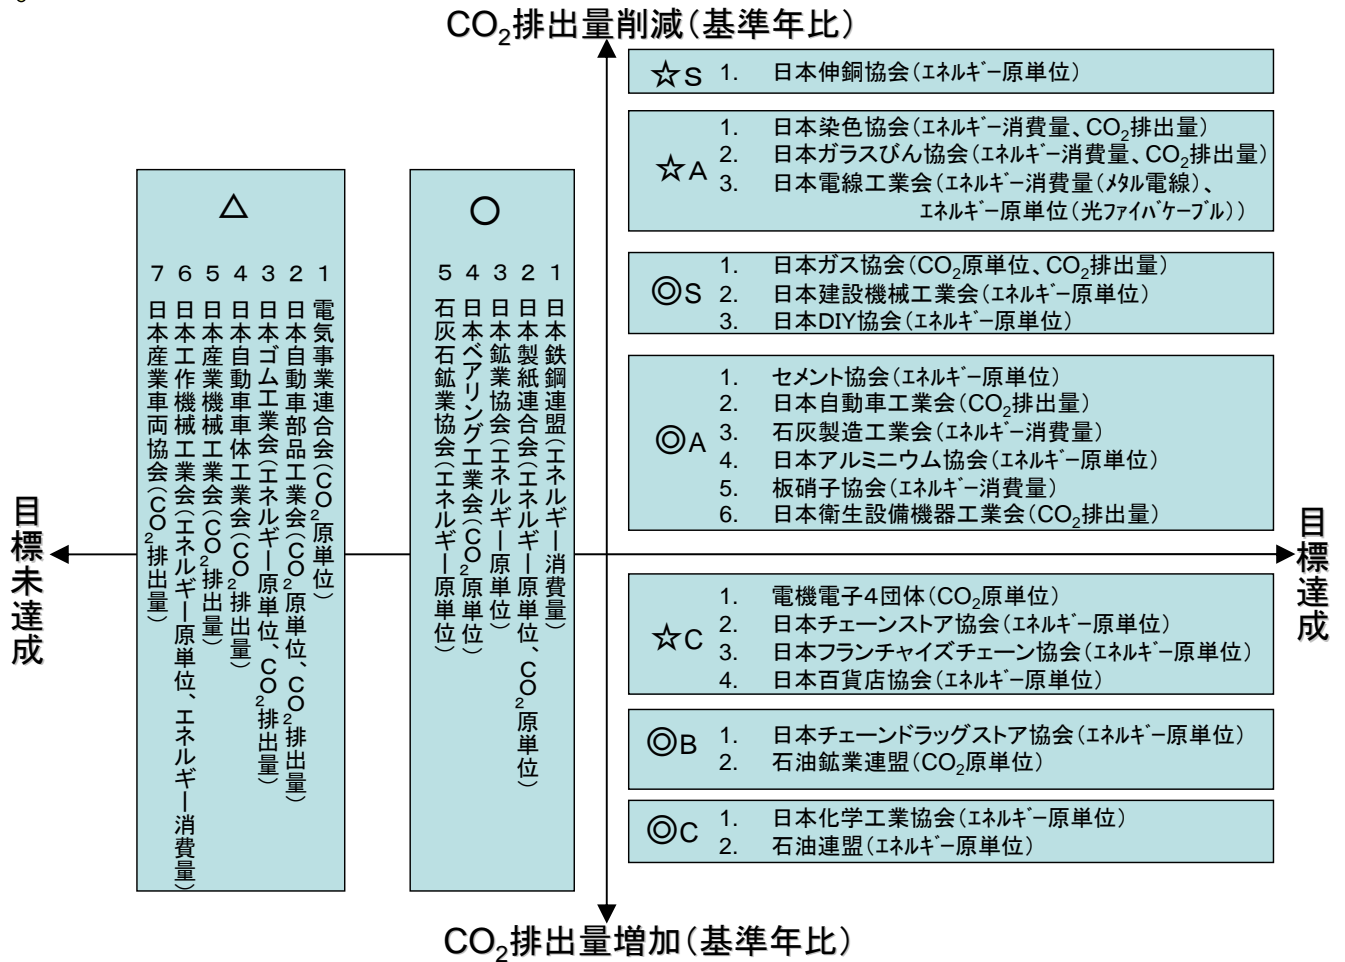 CO₂排出量削減(基準年比)
☆S
1. 日本伸銅協会(ｴﾈﾙｷﾞｰ原単位)
☆A
1. 日本染色協会(ｴﾈﾙｷﾞｰ消費量、CO₂排出量)
2. 日本ガラスびん協会(ｴﾈﾙｷﾞｰ消費量、CO₂排出量)
3. 日本電線工業会(ｴﾈﾙｷﾞｰ消費量(ﾒﾀﾙ電線)、
ｴﾈﾙｷﾞｰ原単位(光ﾌｧｲﾊﾞｹｰﾌﾞﾙ))
◎S
1. 日本ガス協会(CO₂原単位、CO₂排出量)
2. 日本建設機械工業会(ｴﾈﾙｷﾞｰ原単位)
3. 日本DIY協会(ｴﾈﾙｷﾞｰ原単位)
◎A
1. セメント協会(ｴﾈﾙｷﾞｰ原単位)
2. 日本自動車工業会(CO₂排出量)
3. 石灰製造工業会(ｴﾈﾙｷﾞｰ消費量)
4. 日本アルミニウム協会(ｴﾈﾙｷﾞｰ原単位)
5. 板硝子協会(ｴﾈﾙｷﾞｰ消費量)
6. 日本衛生設備機器工業会(CO₂排出量)
☆C
1. 電機電子４団体(CO₂原単位)
2. 日本チェーンストア協会(ｴﾈﾙｷﾞｰ原単位)
3. 日本フランチャイズチェーン協会(ｴﾈﾙｷﾞｰ原単位)
4. 日本百貨店協会(ｴﾈﾙｷﾞｰ原単位)
◎B
1. 日本チェーンドラッグストア協会(ｴﾈﾙｷﾞｰ原単位)
2. 石油鉱業連盟(CO₂原単位)
◎C
1. 日本化学工業協会(ｴﾈﾙｷﾞｰ原単位)
2. 石油連盟(ｴﾈﾙｷﾞｰ原単位)
○
１ 日本鉄鋼連盟(エネルギー消費量)
２ 日本製紙連合会(エネルギー原単位、CO₂原単位)
３ 日本鉱業協会(エネルギー原単位)
４ 日本ベアリング工業会(CO₂原単位)
５ 石灰石鉱業協会(エネルギー原単位)
△
１ 電気事業連合会(CO₂原単位)
２ 日本自動車部品工業会(CO₂原単位、CO₂排出量)
３ 日本ゴム工業会(エネルギー原単位、CO₂排出量)
４ 日本自動車車体工業会(CO₂排出量)
５ 日本産業機械工業会(CO₂排出量)
６ 日本工作機械工業会(エネルギー原単位、エネルギー消費量)
７ 日本産業車両協会(CO₂排出量)
目標未達成
目標達成
CO₂排出量増加(基準年比)